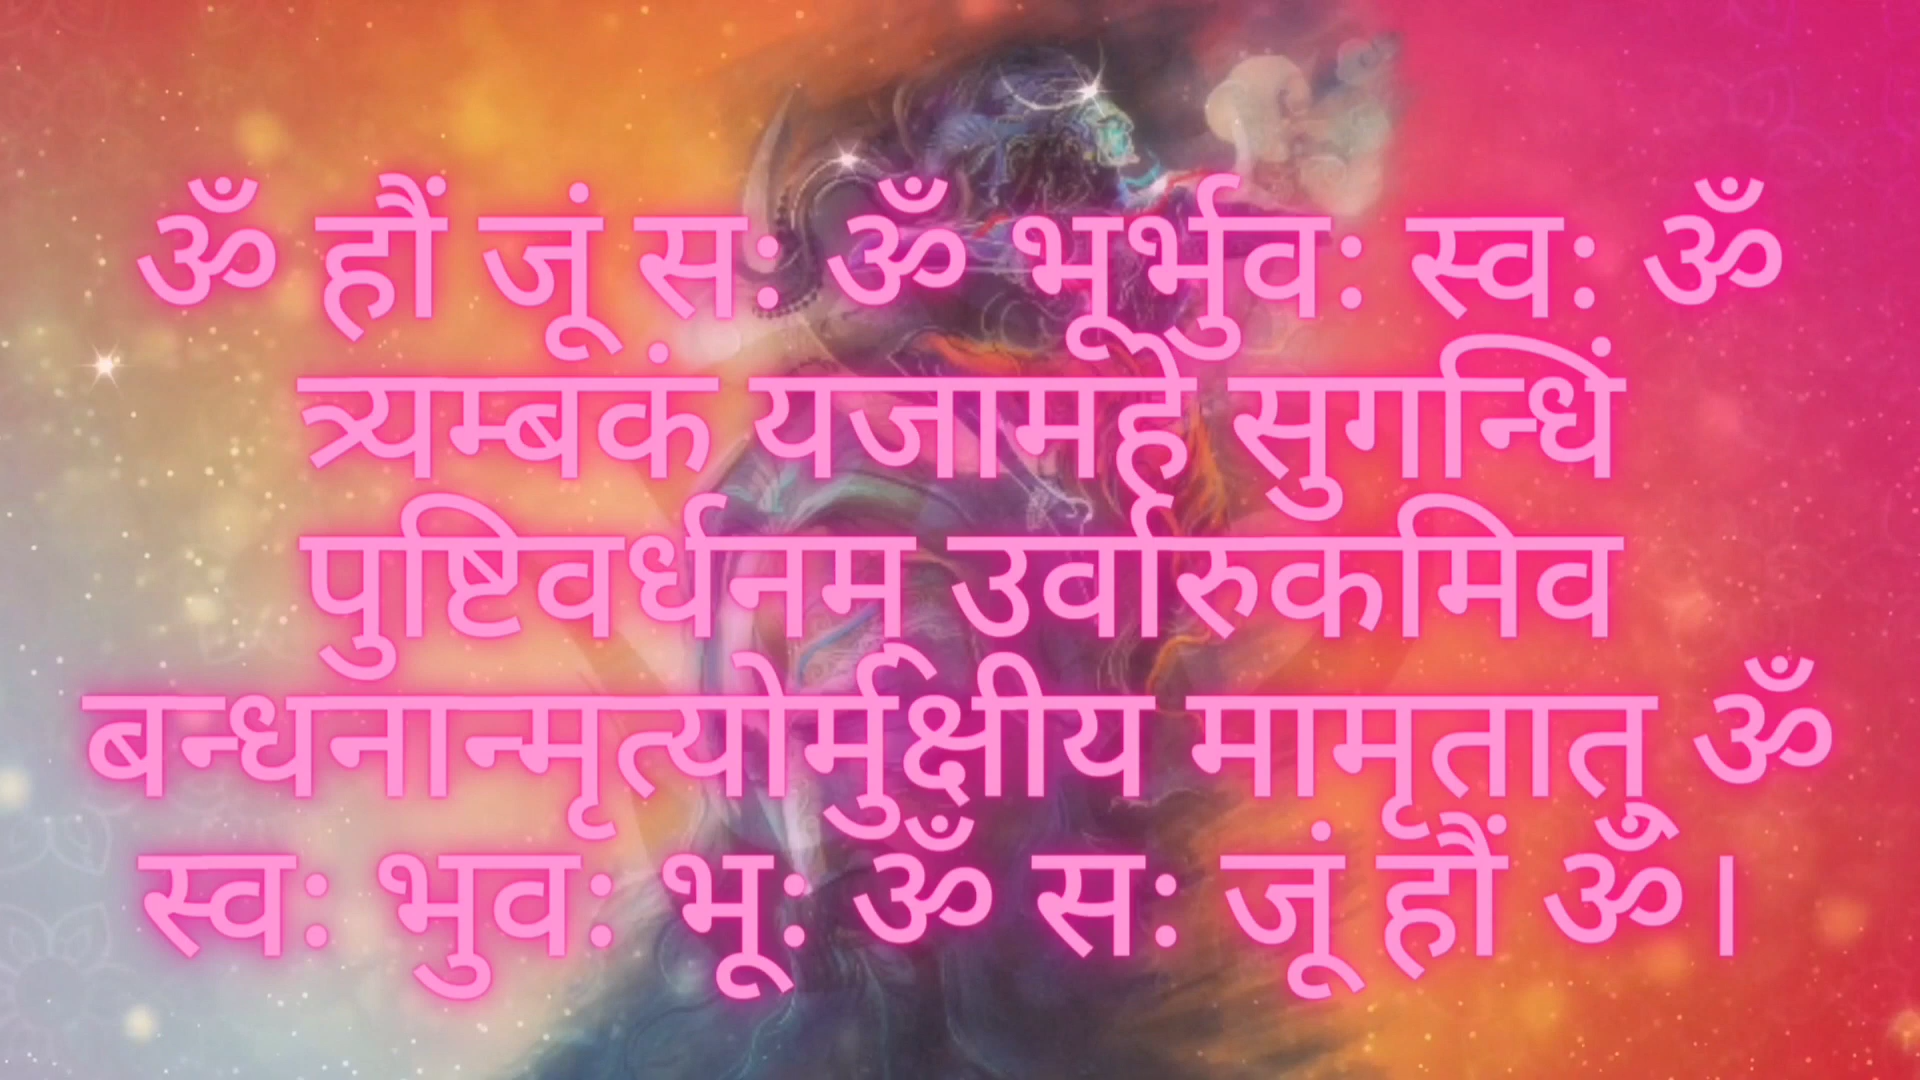 ॐ हौं जूं सः ॐ भूर्भुवः स्वः ॐ
त्र्यम्बकं यजामहे सुगन्धिं
पुष्टिवर्धनम् उर्वारुकमिव
बन्धनान्मृत्योर्मुक्षीय मामृतात् ॐ
स्वः भुवः भूः ॐ सः जूं हौं ॐ।